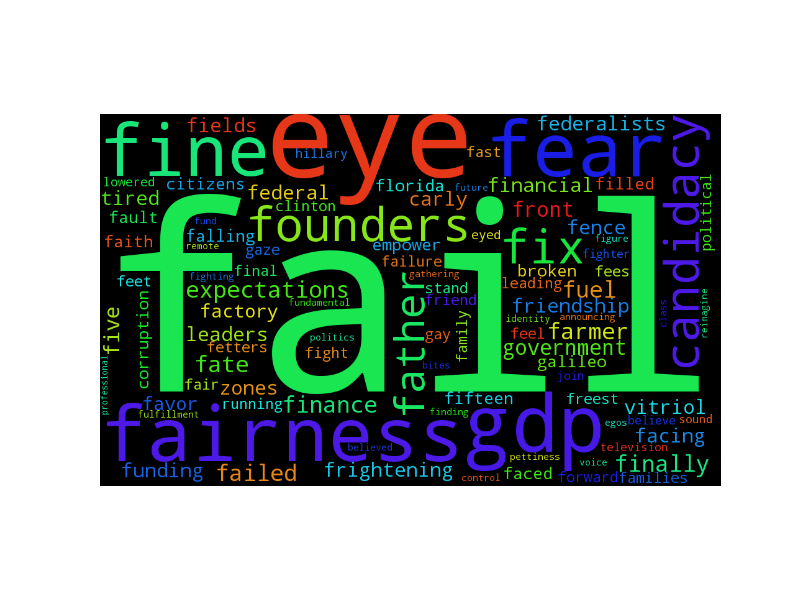 fail
eye
fine
fear
fairness
gdp
candidacy
founders
fix
father
fields
hillary
fast
federalists
lowered
citizens
federal
florida
future
financial
filled
political
tired
clinton
carly
front
fault
fund
fence
faith
falling
remote
gaze
empower
eyed
figure
fighter
feet
final
failure
gathering
broken
fees
fighting
stand
leading
fuel
expectations
fundamental
friend
friendship
reinagine
five
corruption
factory
identity
announcing
class
leaders
politics
gay
family
feel
farmer
fetters
fight
government
fate
bites
galileo
join
professional
fair
zones
favor
running
finance
fifteen
freest
vitriol
fulfillment
finding
egos
believe
sound
facing
believed
television
funding
failed
frightening
pettiness
voice
finally
control
faced
forward
families